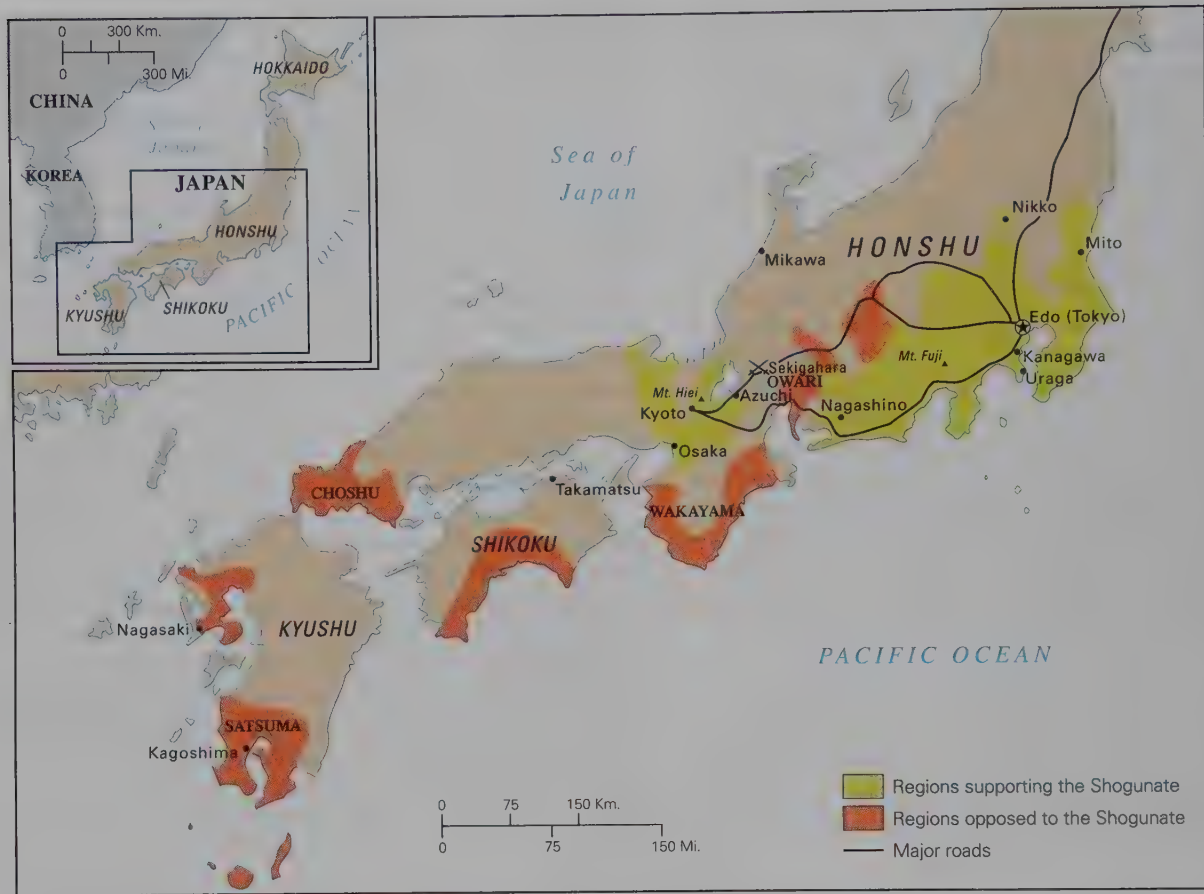 0 300 Km.
0 300 Mi.
HOKKAIDO
CHINA
KOREA
JAPAN
HONSHU
SHIKOKU
KYUSHU
PACIFIC
Sea of
Japan
Nikko
HONSHU
Mito
Mikawa
Edo (Tokyo)
Kanagawa
Uraga
Mt. Fuji
Sekigahara
OWARI
Mt. Hiei
Azuchi
Kyoto
Nagashino
Osaka
CHOSHU
Takamatsu
WAKAYAMA
SHIKOKU
KYUSHU
Nagasaki
PACIFIC OCEAN
SATSUMA
Kagoshima
0 75 150 Km.
0 75 150 Mi.
Regions supporting the Shogunate
Regions opposed to the Shogunate
Major roads